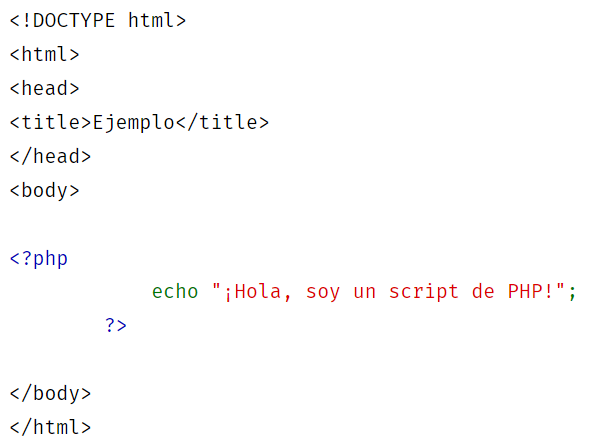 <!DOCTYPE html>
<html>
<head>
<title>Ejemplo</title>
</head>
<body>
<?php
echo "¡Hola, soy un script de PHP!";
?>
</body>
</html>